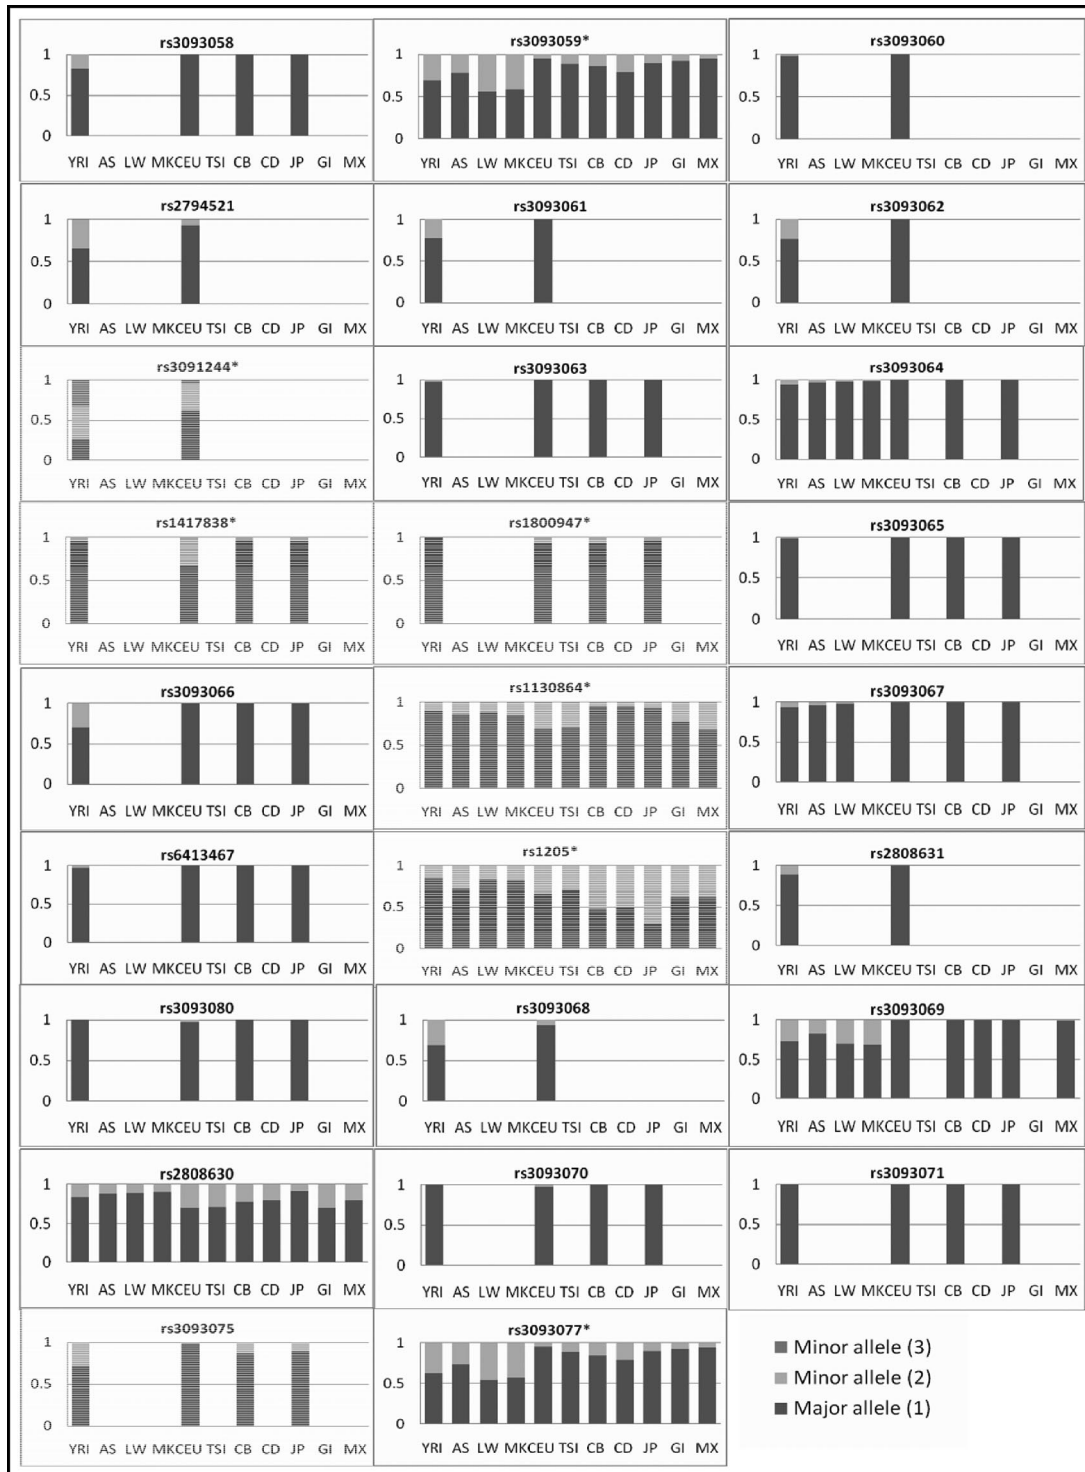 rs3093058
1
0.5
0
YRI AS LW MKCEU TSI CB CD JP GI MX
rs3093059*
1
0.5
0
YRI AS LW MKCEU TSI CB CD JP GI MX
rs3093060
1
0.5
0
YRI AS LW MKCEU TSI CB CD JP GI MX
rs2794521
1
0.5
0
YRI AS LW MKCEU TSI CB CD JP GI MX
rs3093061
1
0.5
0
YRI AS LW MKCEU TSI CB CD JP GI MX
rs3093062
1
0.5
0
YRI AS LW MKCEU TSI CB CD JP GI MX
rs3091244*
1
0.5
0
YRI AS LW MKCEU TSI CB CD JP GI MX
rs3093063
1
0.5
0
YRI AS LW MKCEU TSI CB CD JP GI MX
rs3093064
1
0.5
0
YRI AS LW MKCEU TSI CB CD JP GI MX
rs1417838*
1
0.5
0
YRI AS LW MKCEU TSI CB CD JP GI MX
rs1800947*
1
0.5
0
YRI AS LW MKCEU TSI CB CD JP GI MX
rs3093065
1
0.5
0
YRI AS LW MKCEU TSI CB CD JP GI MX
rs3093066
1
0.5
0
YRI AS LW MKCEU TSI CB CD JP GI MX
rs1130864*
1
0.5
0
YRI AS LW MKCEU TSI CB CD JP GI MX
rs3093067
1
0.5
0
YRI AS LW MKCEU TSI CB CD JP GI MX
rs6413467
1
0.5
0
YRI AS LW MKCEU TSI CB CD JP GI MX
rs1205*
1
0.5
0
YRI AS LW MKCEU TSI CB CD JP GI MX
rs2808631
1
0.5
0
YRI AS LW MKCEU TSI CB CD JP GI MX
rs3093080
1
0.5
0
YRI AS LW MKCEU TSI CB CD JP GI MX
rs3093068
1
0.5
0
YRI AS LW MKCEU TSI CB CD JP GI MX
rs3093069
1
0.5
0
YRI AS LW MKCEU TSI CB CD JP GI MX
rs2808630
1
0.5
0
YRI AS LW MKCEU TSI CB CD JP GI MX
rs3093070
1
0.5
0
YRI AS LW MKCEU TSI CB CD JP GI MX
rs3093071
1
0.5
0
YRI AS LW MKCEU TSI CB CD JP GI MX
rs3093075
1
0.5
0
YRI AS LW MKCEU TSI CB CD JP GI MX
rs3093077*
1
0.5
0
YRI AS LW MKCEU TSI CB CD JP GI MX
Minor allele (3)
Minor allele (2)
Major allele (1)